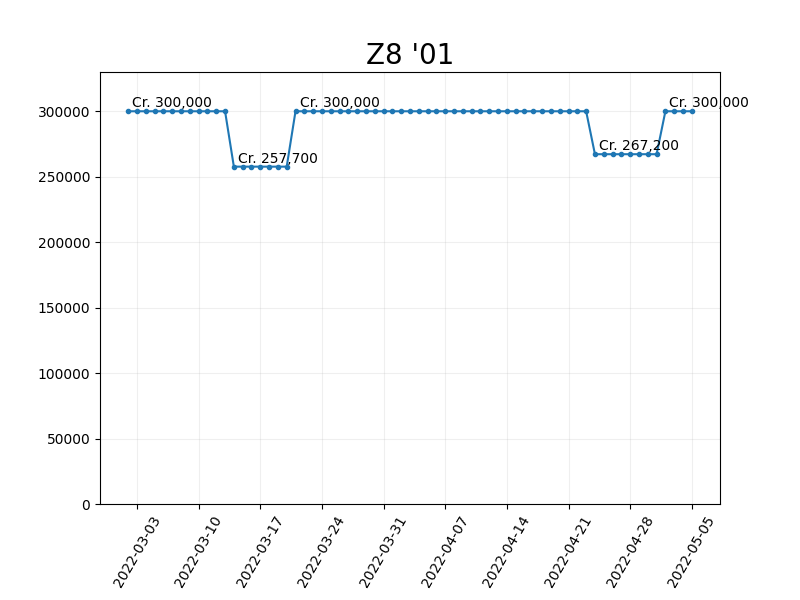 Z8 '01
Cr. 300,000
Cr. 300,000
Cr. 300,000
Cr. 257,700
Cr. 267,200
300000
250000
200000
150000
100000
50000
0
2022-03-03
2022-03-10
2022-03-17
2022-03-24
2022-03-31
2022-04-07
2022-04-14
2022-04-21
2022-04-28
2022-05-05